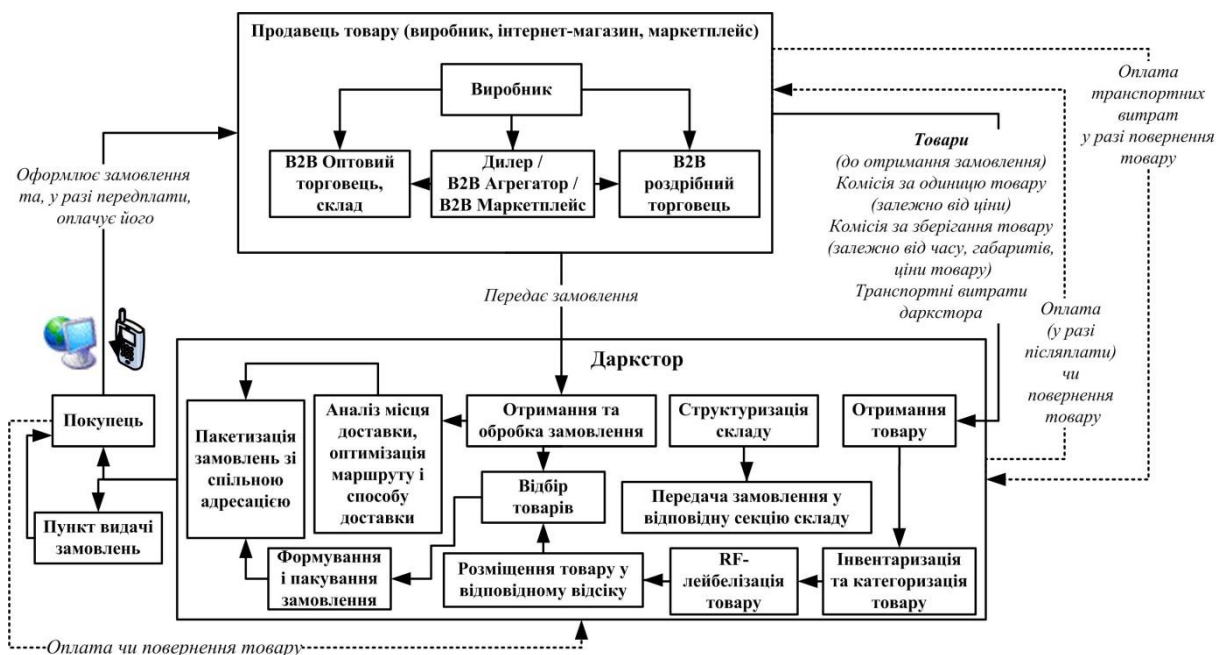 Продавець товару (виробник, інтернет-магазин, маркетплейс)
Виробник
B2B Оптовий
торговець,
склад
Дилер /
B2B Агрегатор /
B2B Маркетплейс
B2B
роздрібний
торговець
Оплата
транспортних
витрат
у разі повернення
товару
Товари
(до отримання замовлення)
Комісія за одиницю товару
(залежно від ціни)
Комісія за зберігання товару
(залежно від часу, габаритів,
ціни товару)
Транспортні витрати
даркстора
Оформлює замовлення
та, у разі передплати,
оплачує його
Передає замовлення
Оплата
(у разі
післяплати)
чи
повернення
товару
Даркстор
Покупець
Пункт видачі
замовлень
Пакетизація
замовлень зі
спільною
адресацією
Аналіз місця
доставки,
оптимізація
маршруту і
способу
доставки
Отримання та
обробка замовлення
Структуризація
складу
Отримання
товару
Відбір
товарів
Передача замовлення у
відповідну секцію складу
Формування
і пакування
замовлення
Розміщення товару у
відповідному відсіку
RF-
лейбелізація
товару
Інвентаризація
та категоризація
товару
Оплата чи повернення товару